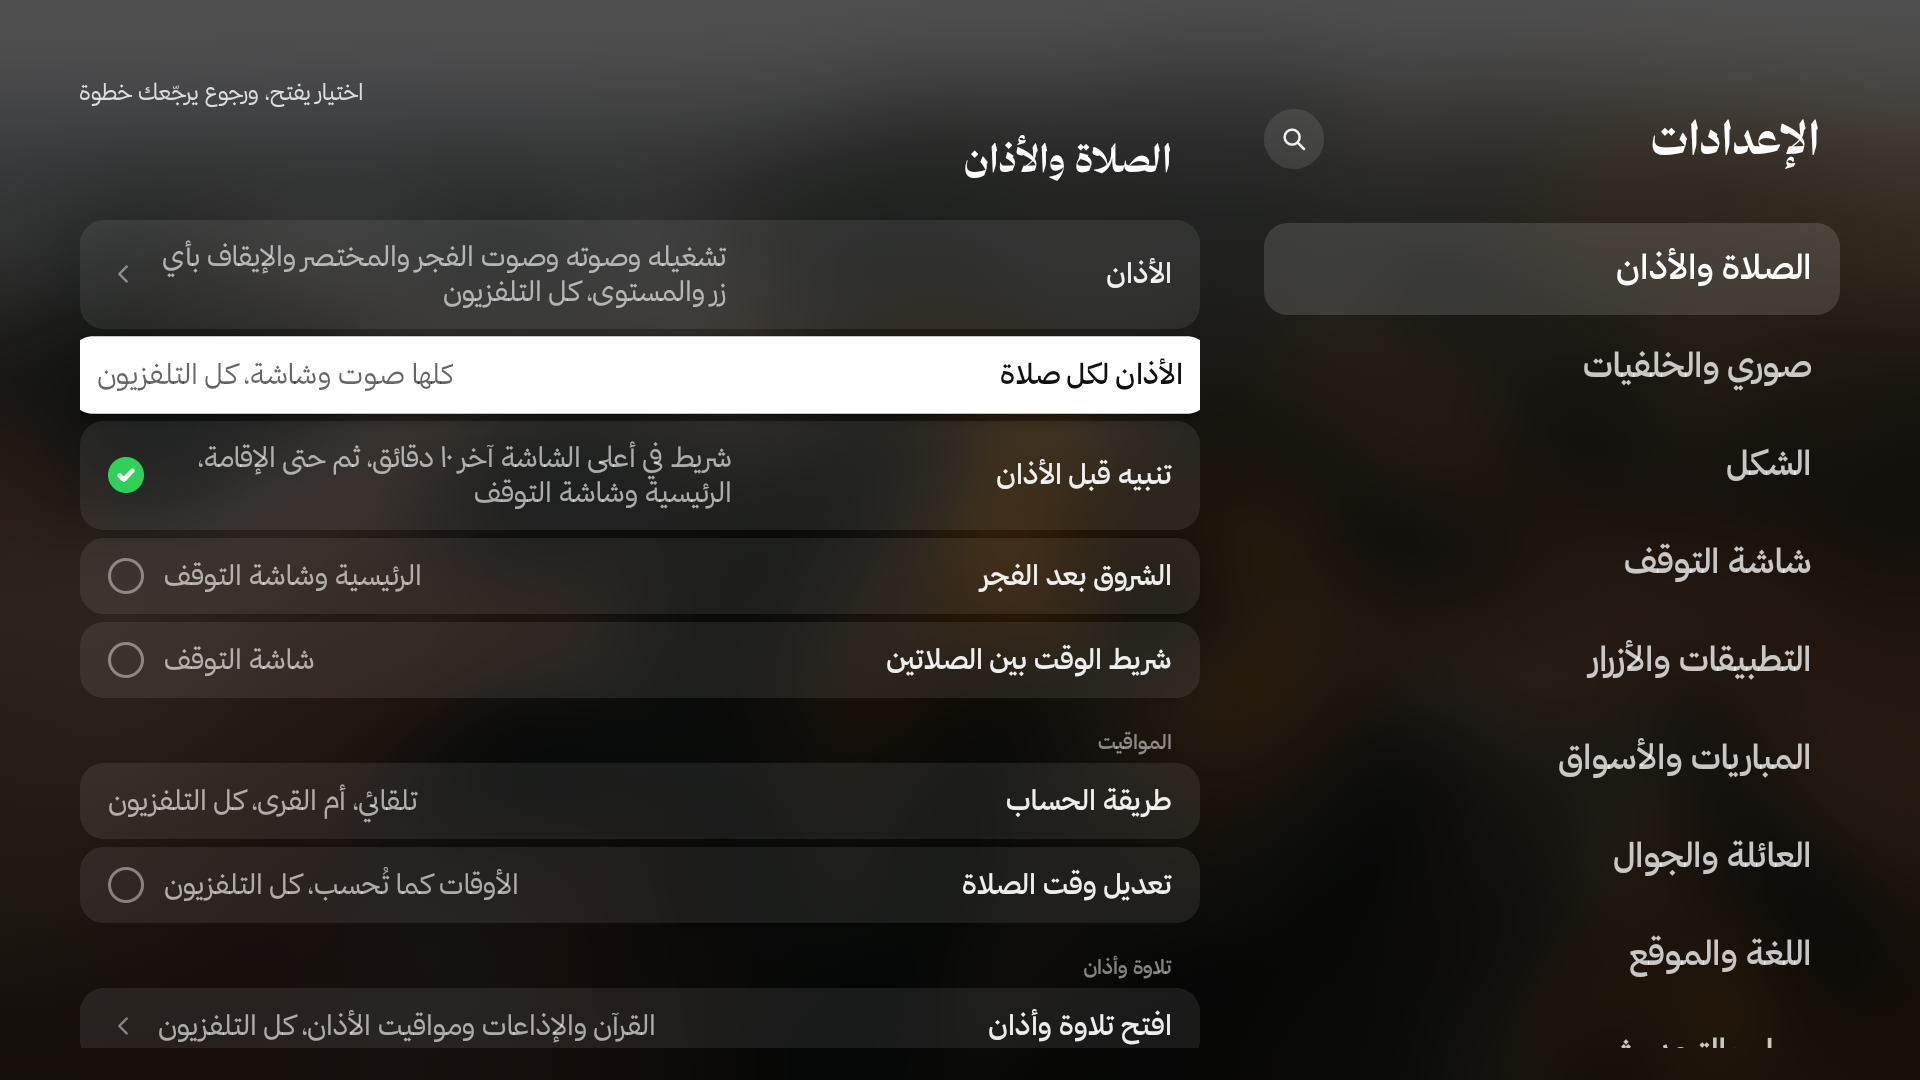 الإعدادات
الصلاة والأذان
صوري والخلفيات
الشكل
شاشة التوقف
التطبيقات والأزرار
المباريات والأسواق
العائلة والجوال
اللغة والموقع
اختيار يفتح، ورجوع يرجّعك خطوة
الصلاة والأذان
الأذان
تشغيله وصوته وصوت الفجر والمختصر والإيقاف بأي
زر والمستوى، كل التلفزيون
الأذان لكل صلاة
كلها صوت وشاشة، كل التلفزيون
تنبيه قبل الأذان
شريط في أعلى الشاشة آخر ١٠ دقائق، ثم حتى الإقامة،
الرئيسية وشاشة التوقف
الشروق بعد الفجر
الرئيسية وشاشة التوقف
شريط الوقت بين الصلاتين
شاشة التوقف
المواقيت
طريقة الحساب
تلقائي، أم القرى، كل التلفزيون
تعديل وقت الصلاة
الأوقات كما تُحسب، كل التلفزيون
تلاوة وأذان
افتح تلاوة وأذان
القرآن والإذاعات ومواقيت الأذان، كل التلفزيون